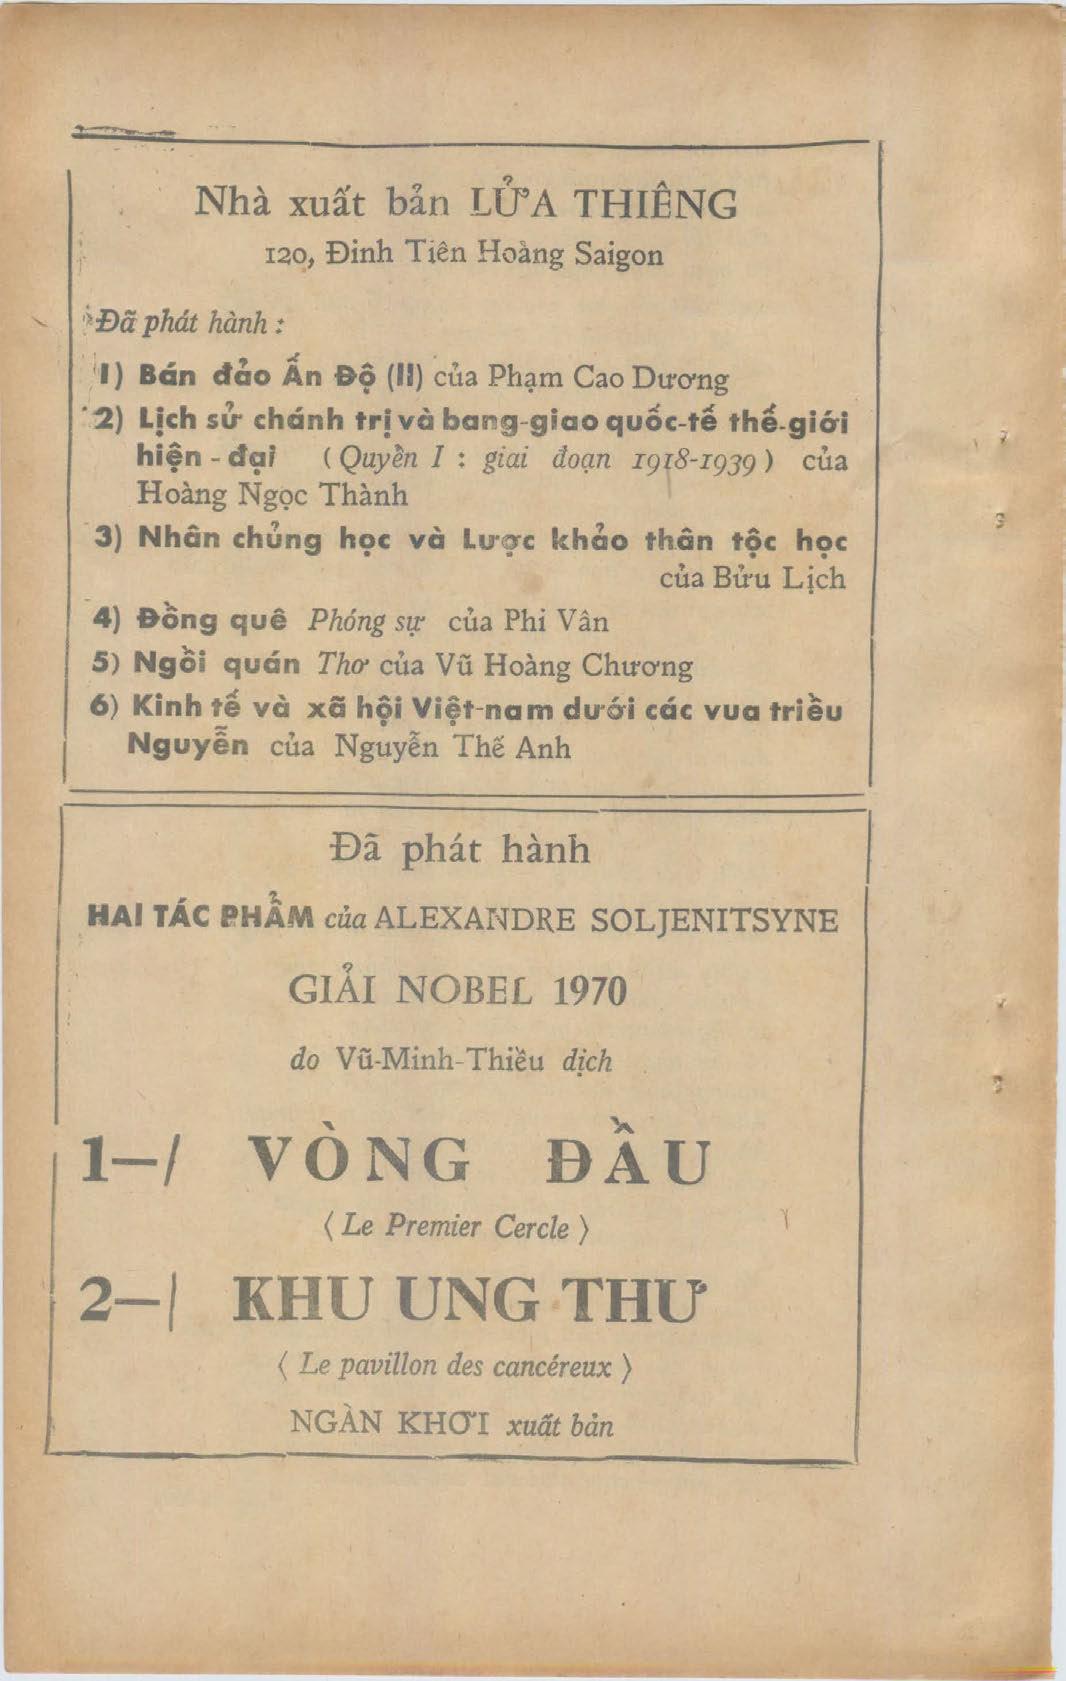 Nhà xuất bản LỬA THIÊNG
120, Đinh Tiên Hoàng Saigon
Đã phát hành :
1) Bán đảo Ấn Độ (II) của Phạm Cao Dương
2) Lịch sử chánh trị và bang-giao quốc-tế thế-giới
hiện - đại ( Quyền I : giai đoạn 1918-1939 ) của
Hoàng Ngọc Thành
3) Nhân chủng học và Lược khảo thân tộc học
của Bửu Lịch
4) Đồng quê Phóng sự của Phi Vân
5) Ngồi quán Thơ của Vũ Hoàng Chương
6) Kinh tế và xã hội Việt-nam dưới các vua triều
Nguyễn của Nguyễn Thế Anh
Đã phát hành
HAI TÁC PHẨM của ALEXANDRE SOLJENITSYNE
GIẢI NOBEL 1970
do Vũ-Minh-Thiều dịch
1—/ VÒNG ĐẦU
( Le Premier Cercle )
2—/ KHU UNG THƯ
( Le pavillon des cancéreux )
NGÀN KHƠI xuất bản